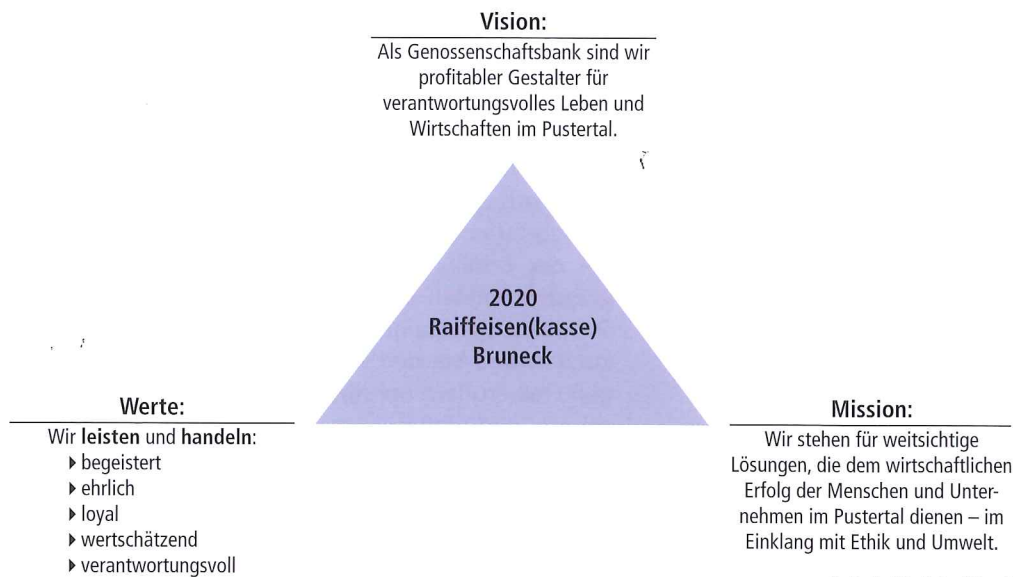 Vision:
Als Genossenschaftsbank sind wir
profitabler Gestalter für
verantwortungsvolles Leben und
Wirtschaften im Pustertal.
2020
Raiffeisen(kasse)
Bruneck
Werte:
Wir leisten und handeln:
begeistert
ehrlich
loyal
wertschätzend
verantwortungsvoll
Mission:
Wir stehen für weitsichtige
Lösungen, die dem wirtschaftlichen
Erfolg der Menschen und Unter-
nehmen im Pustertal dienen – im
Einklang mit Ethik und Umwelt.